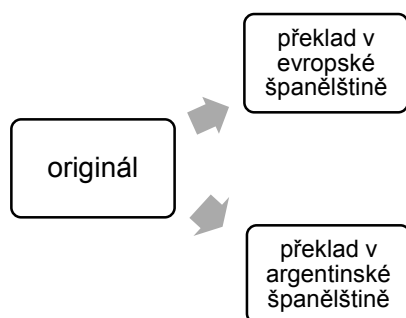 originál
překlad v
evropské
španělštině
překlad v
argentinské
španělštině